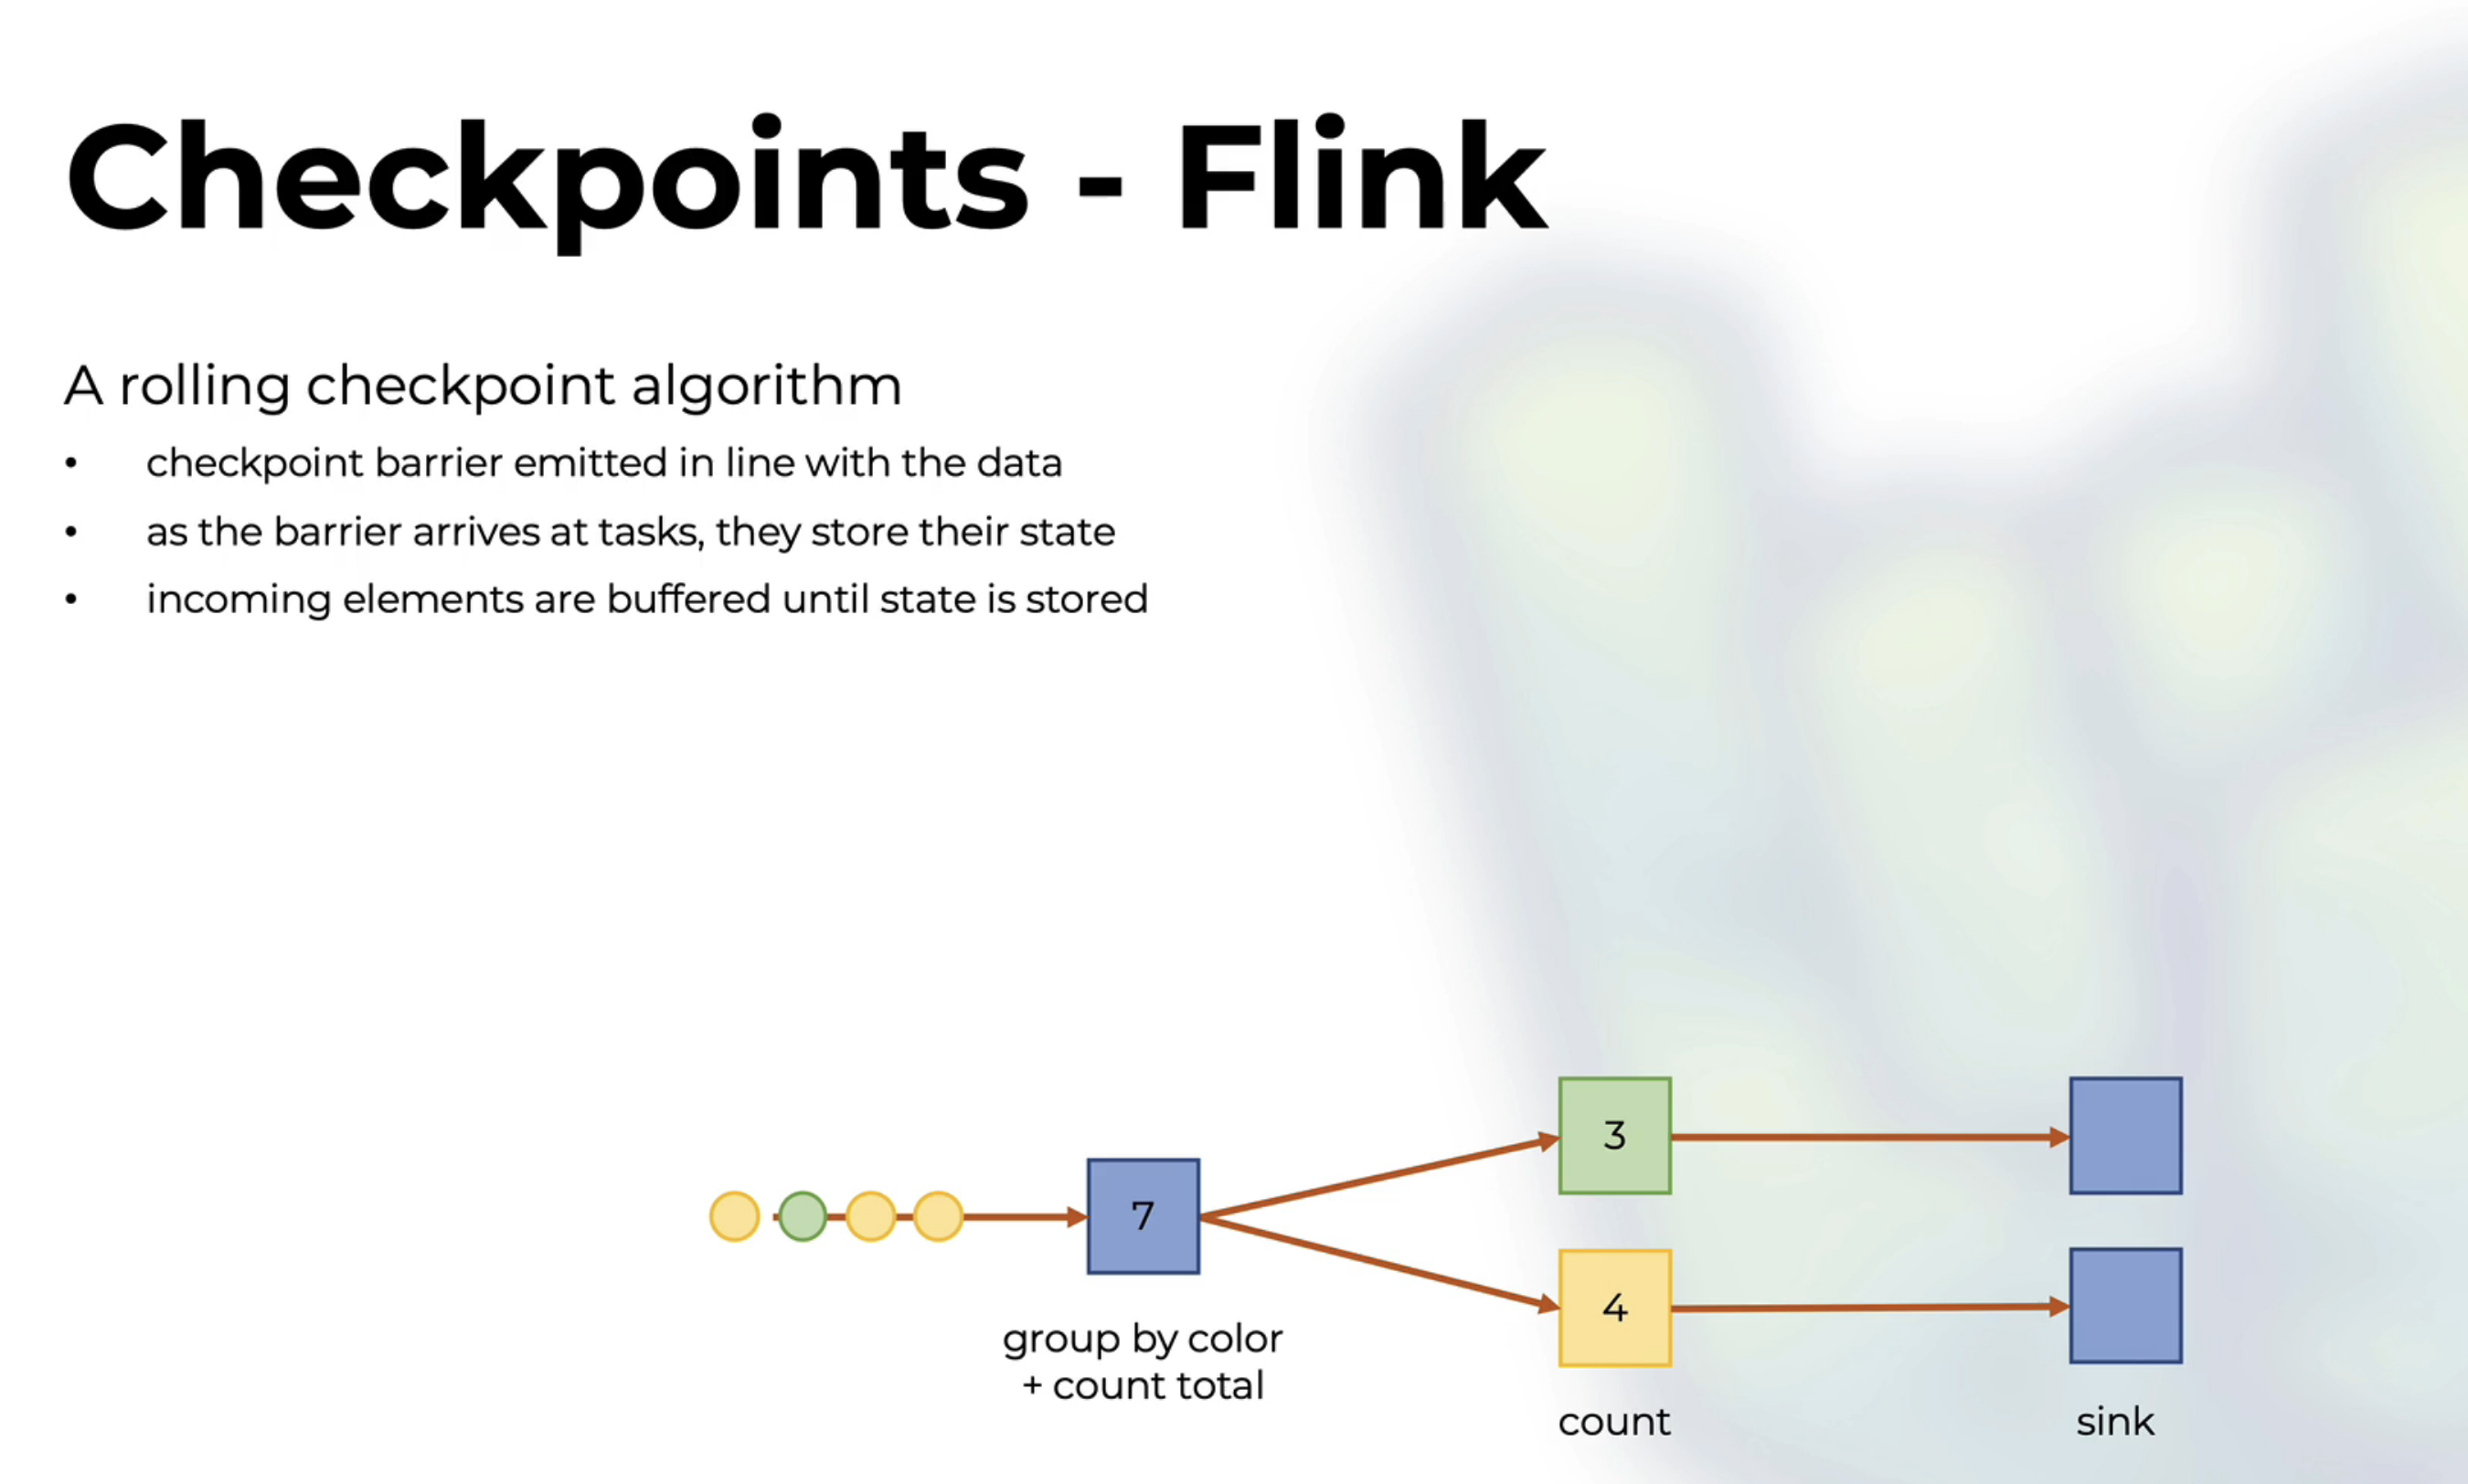 Checkpoints - Flink
A rolling checkpoint algorithm
• checkpoint barrier emitted in line with the data
• as the barrier arrives at tasks, they store their state
• incoming elements are buffered until state is stored
3
7
4
group by color
+ count total
count
sink